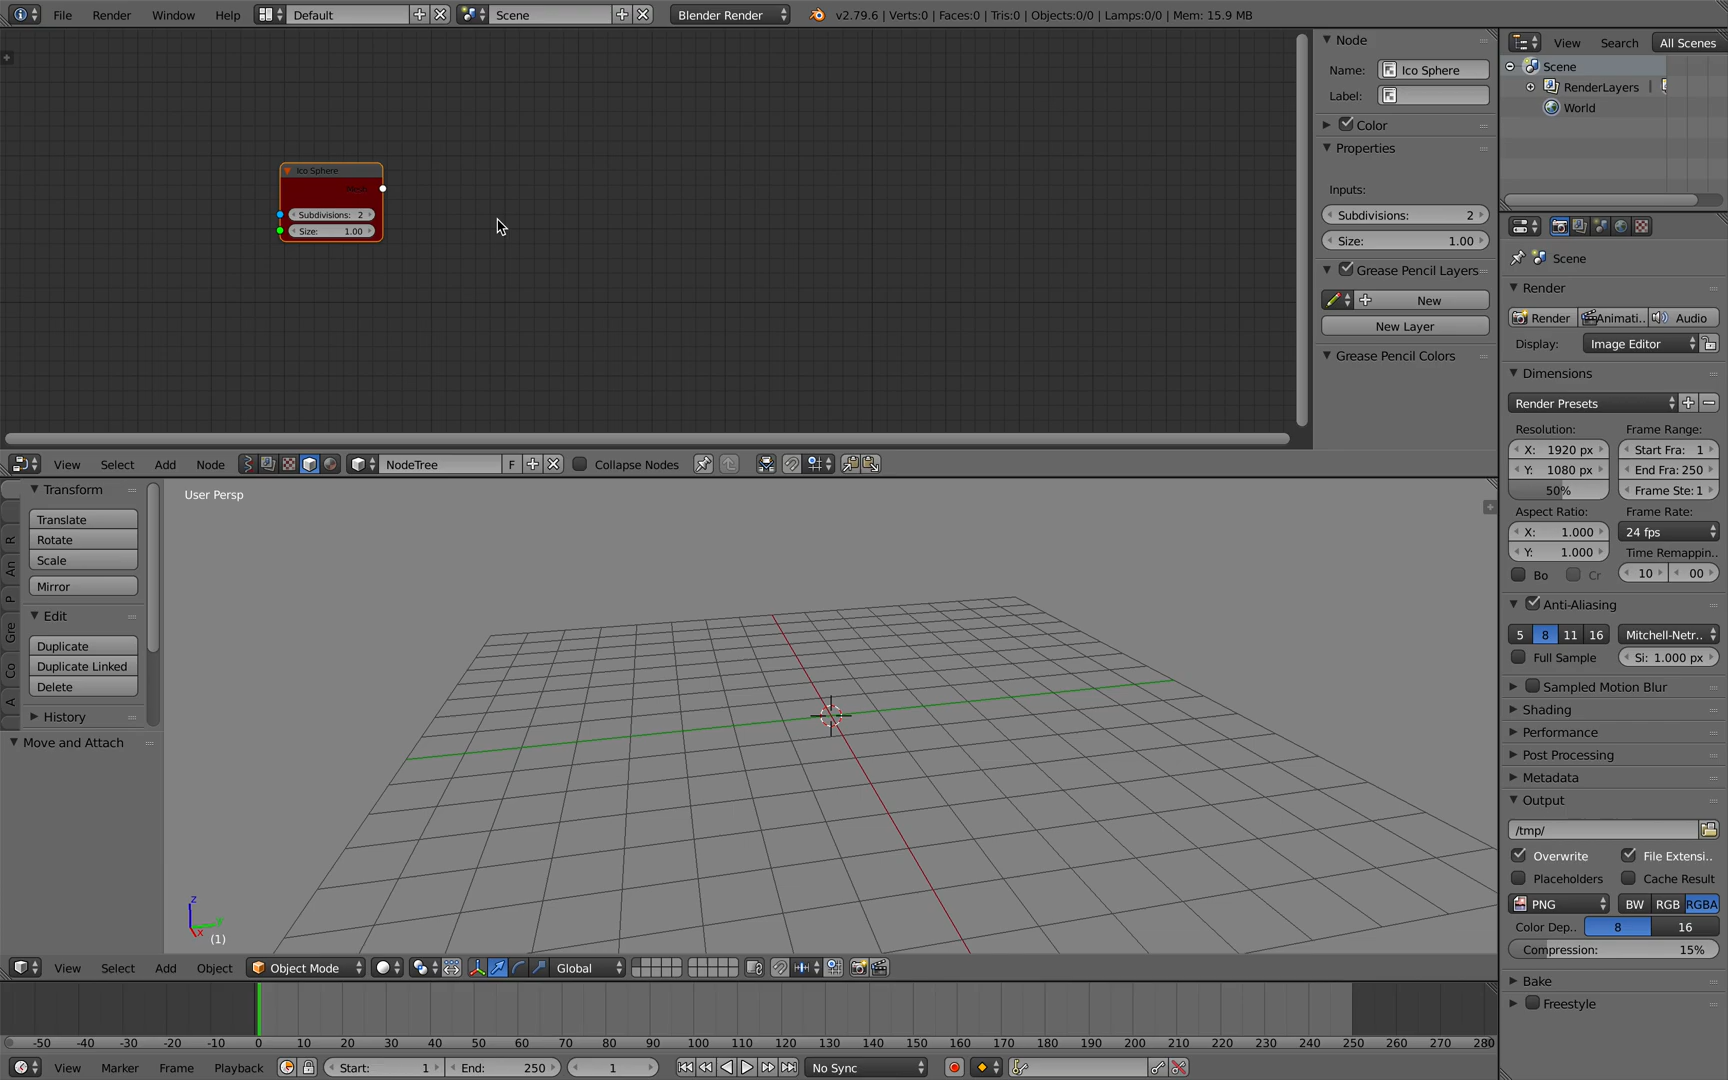 File Render Window Help Default Scene Blender Render v2.79.6 | Verts:0 | Faces:0 | Tris:0 | Objects:0/0 | Lamps:0/0 | Mem: 15.9 MB
Ico Sphere
Subdivisions: 2
Size: 1.00
Node
Name: Ico Sphere
Label:
Color
Properties
Inputs:
Subdivisions: 2
Size: 1.00
Grease Pencil Layers
New
New Layer
Grease Pencil Colors
View Search All Scenes
Scene
RenderLayers
World
View Select Add Node NodeTree F Collapse Nodes
Transform
Translate
Rotate
Scale
Mirror
Edit
Duplicate
Duplicate Linked
Delete
History
Move and Attach
R
An
P
Gre
Co
A
User Persp
z
y
x
(1)
View Select Add Object Object Mode Global
-50 -40 -30 -20 -10 0 10 20 30 40 50 60 70 80 90 100 110 120 130 140 150 160 170 180 190 200 210 220 230 240 250 260 270 280
View Marker Frame Playback Start: 1 End: 250 1 No Sync
Scene
Render
Render Animati.. Audio
Display: Image Editor
Dimensions
Render Presets
Resolution: Frame Range:
X: 1920 px Start Fra: 1
Y: 1080 px End Fra: 250
50% Frame Ste: 1
Aspect Ratio: Frame Rate:
X: 1.000 24 fps
Y: 1.000 Time Remappin..
Bo Cr 10 00
Anti-Aliasing
5 8 11 16 Mitchell-Netr..
Full Sample Si: 1.000 px
Sampled Motion Blur
Shading
Performance
Post Processing
Metadata
Output
/tmp/
Overwrite File Extensi..
Placeholders Cache Result
PNG BW RGB RGBA
Color Dep.. 8 16
Compression: 15%
Bake
Freestyle